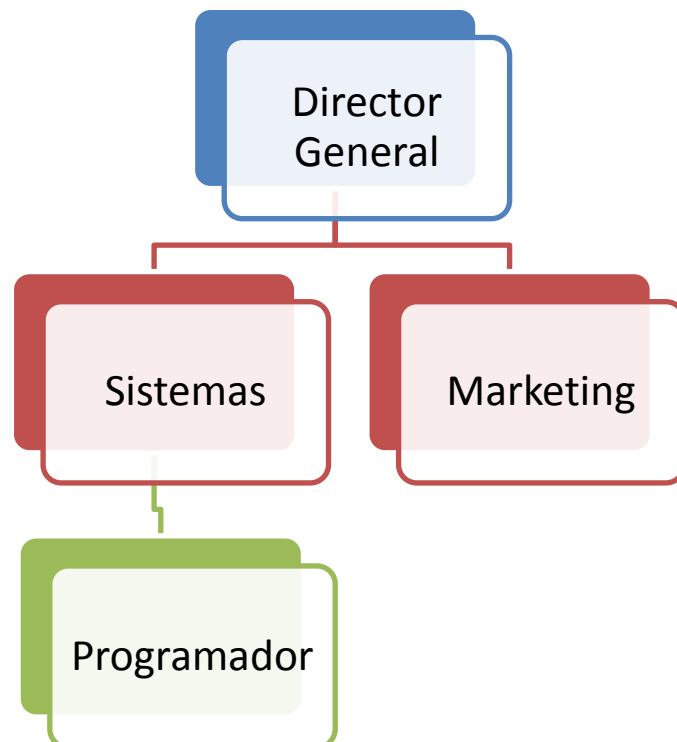 Director
General
Sistemas
Marketing
Programador